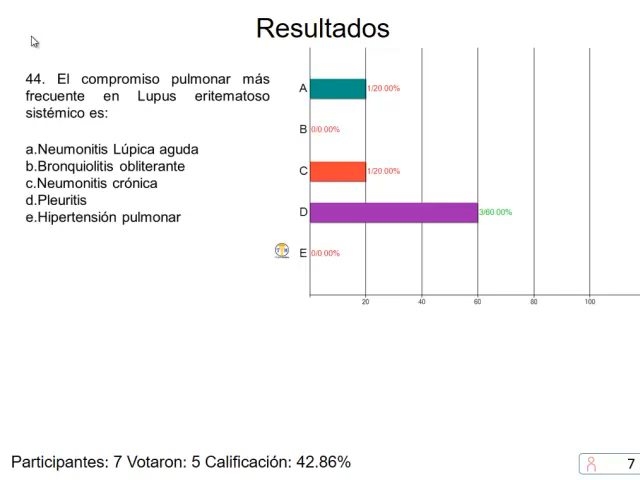 Resultados
44. El compromiso pulmonar más
frecuente en Lupus eritematoso
sistémico es:
a.Neumonitis Lúpica aguda
b.Bronquiolitis obliterante
c.Neumonitis crónica
d.Pleuritis
e.Hipertensión pulmonar
A 1/20.00%
B 0/0.00%
C 1/20.00%
D 3/60.00%
E 0/0.00%
20 40 60 80 100
Participantes: 7 Votaron: 5 Calificación: 42.86%
7